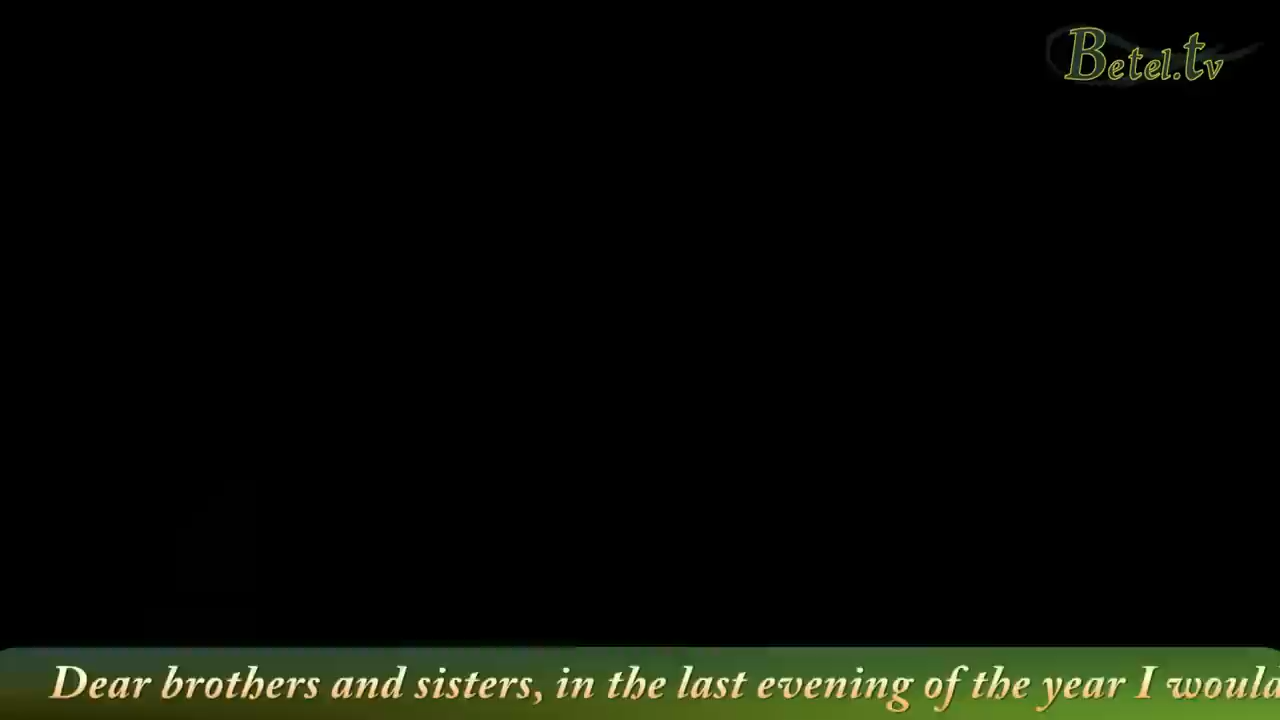 Betel.tv
Dear brothers and sisters, in the last evening of the year I would